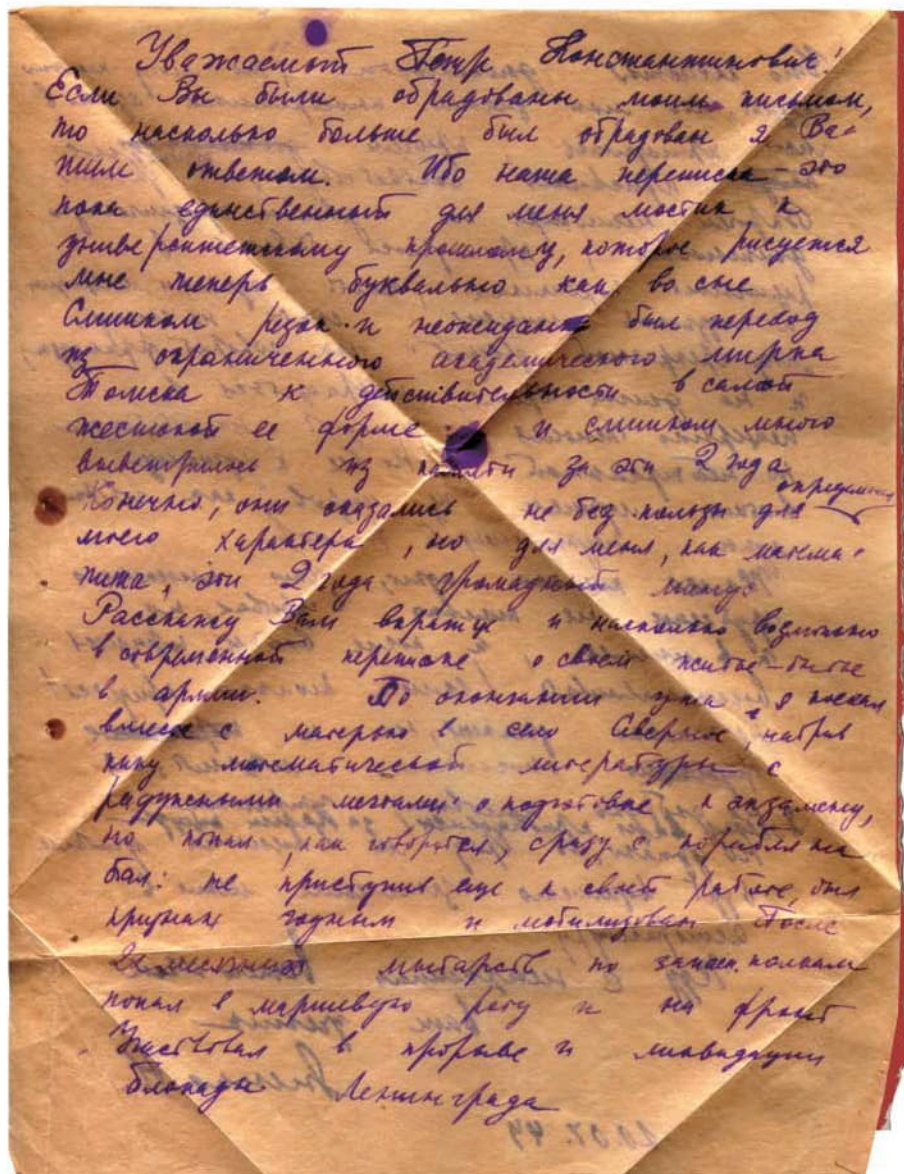 Уважаемый Петр Константинович!
Если Вы были обрадованы моим письмом,
то насколько больше был обрадован я Ва-
шим ответом. Ибо наша переписка – это
пока единственный для меня мостик к
университетскому прошлому, которое рисуется
мне теперь буквально как во сне
Слишком резок и неожидан был переход
из ограниченного академического мирка
Томска к действительности в самой
жестокой ее форме и слишком много
выветрилось из памяти за эти 2 года
Конечно, они оказались не без пользы для определения
моего характера, но для меня, как матема-
тика, эти 2 года громадный минус
Расскажу Вам вкратце и насколько возможно
в современной переписке о своем житье-бытье
в армии. По окончании я поехал
вместе с матерью в село Северное, набрав
кипу математической литературы с
радужными мечтами о подготовке к экзамену,
но попал, как говорится, сразу с корабля на
бал: не приступив еще к своей работе, был
признан годным и мобилизован После
2х месячных мытарств по запасн. полкам
попал в маршевую роту и на фронт
Участвовал в прорыве и ликвидации
блокады Ленинграда